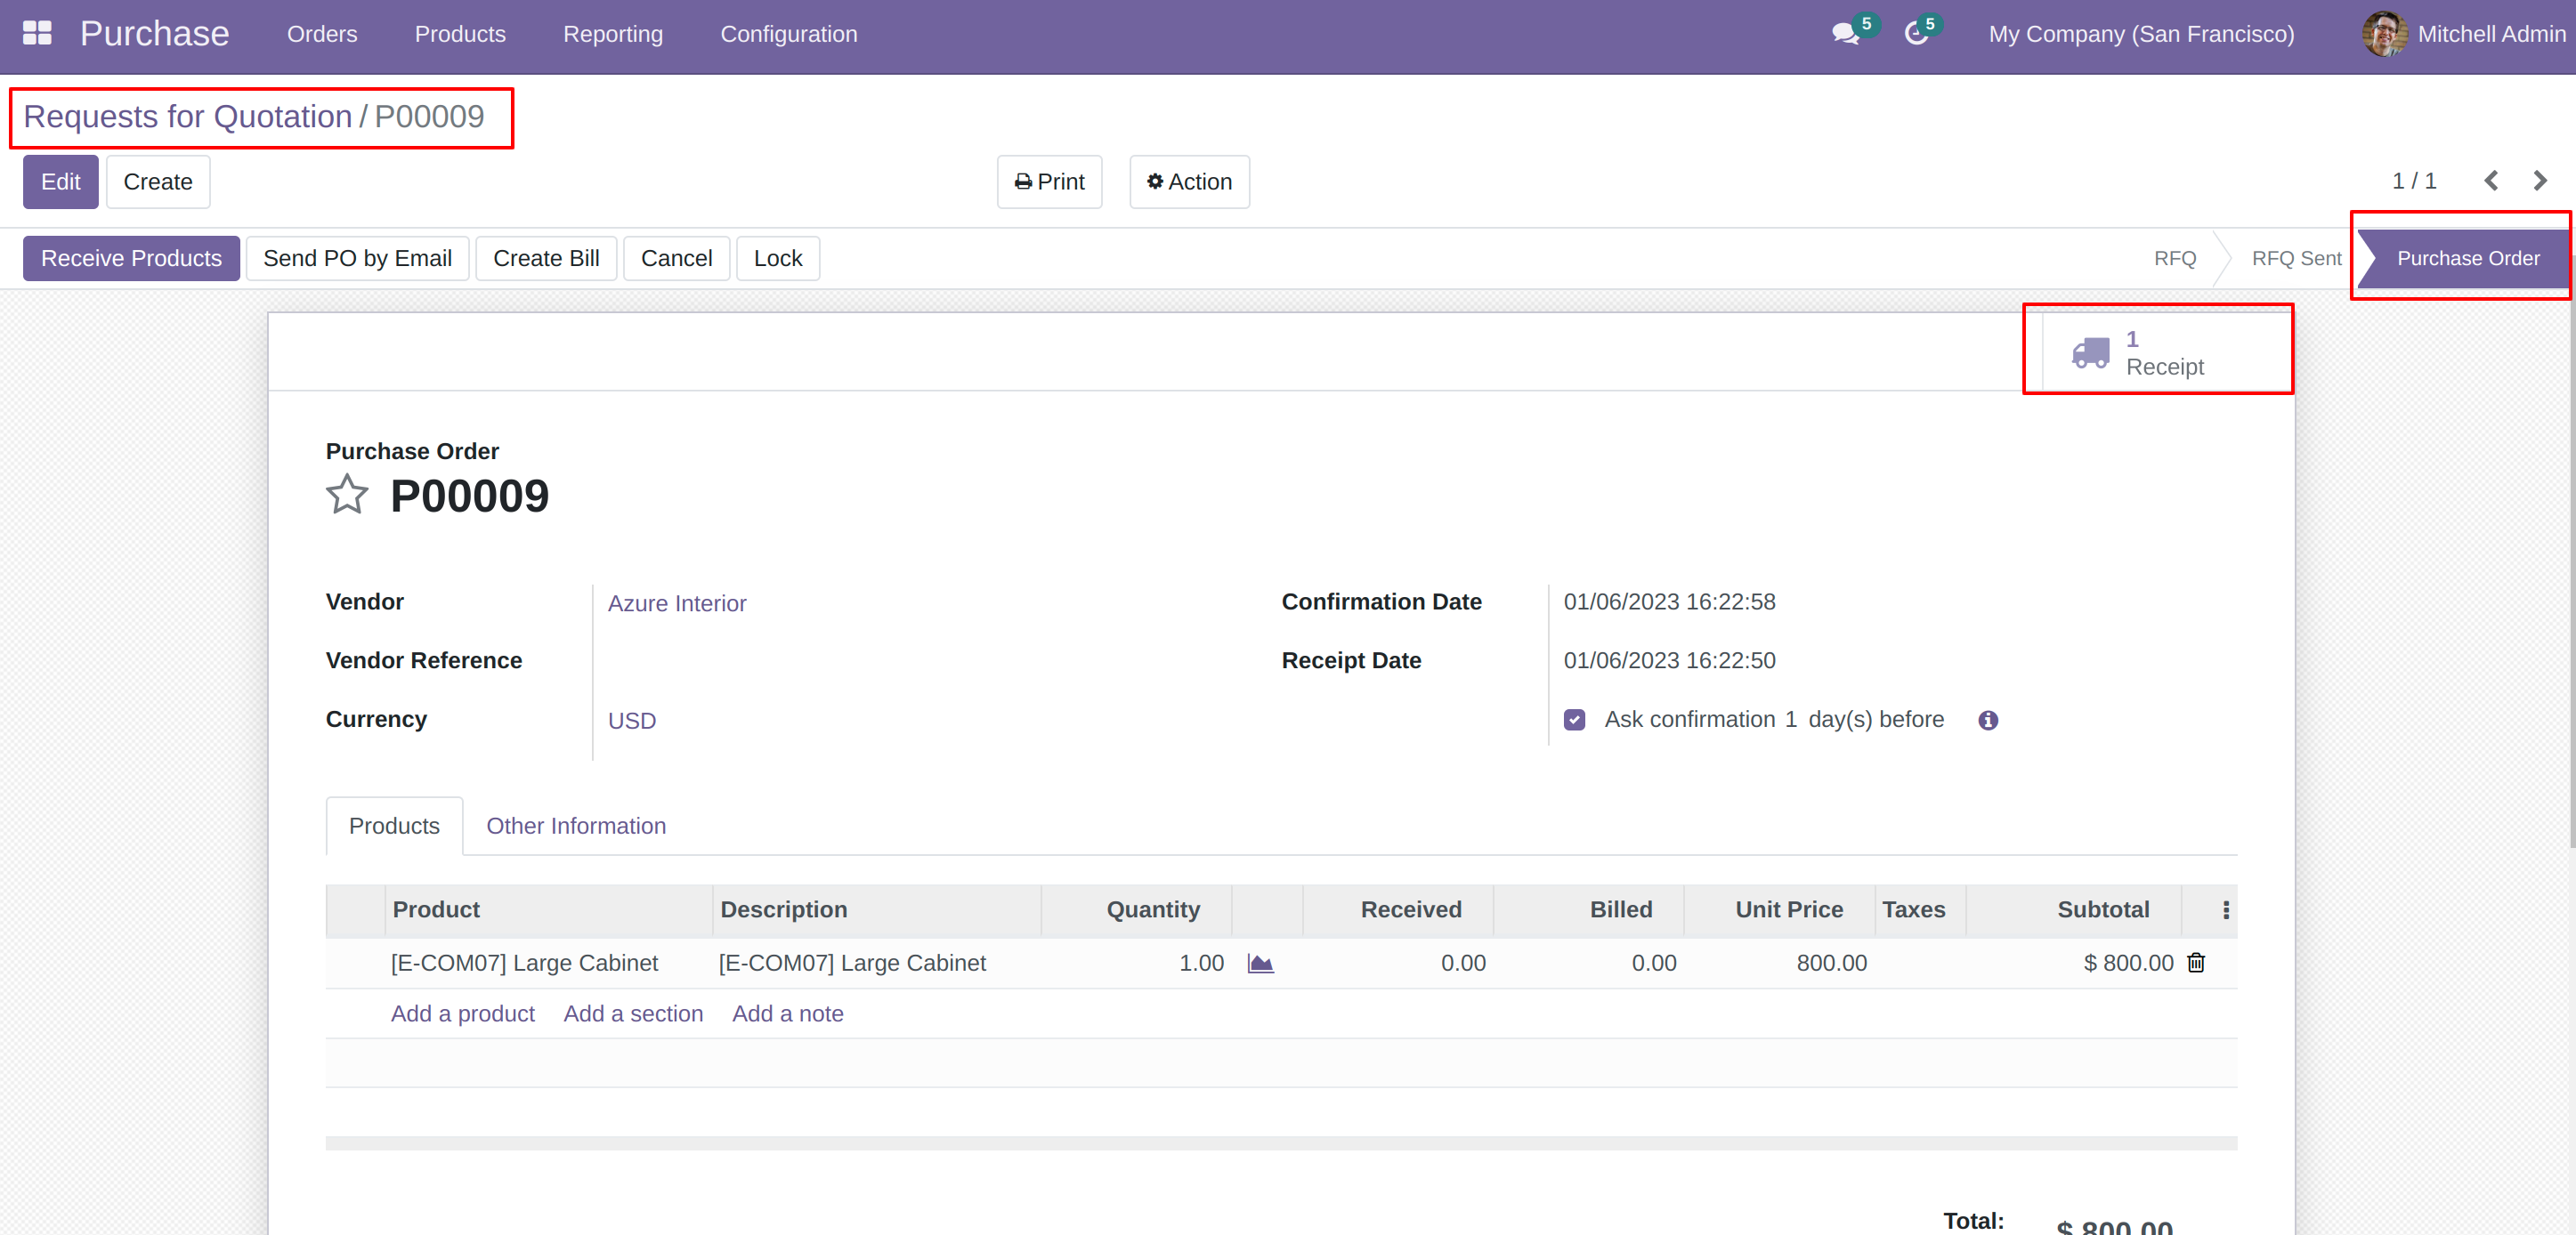 Purchase Orders Products Reporting Configuration 5 5 My Company (San Francisco) Mitchell Admin
Requests for Quotation / P00009
Edit Create Print Action 1 / 1
Receive Products Send PO by Email Create Bill Cancel Lock RFQ RFQ Sent Purchase Order
1
Receipt
Purchase Order
P00009
Vendor Azure Interior Confirmation Date 01/06/2023 16:22:58
Vendor Reference Receipt Date 01/06/2023 16:22:50
Currency USD Ask confirmation 1 day(s) before
Products Other Information
Product Description Quantity Received Billed Unit Price Taxes Subtotal
[E-COM07] Large Cabinet [E-COM07] Large Cabinet 1.00 0.00 0.00 800.00 $ 800.00
Add a product Add a section Add a note
Total: $ 800.00